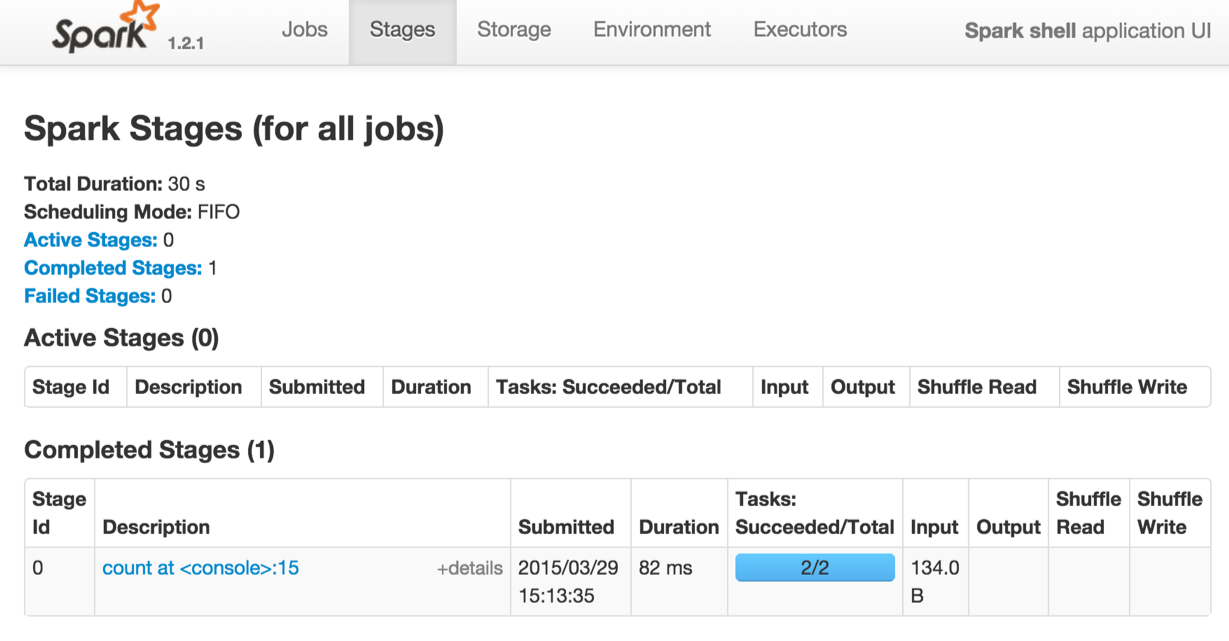 Spark 1.2.1 Jobs Stages Storage Environment Executors Spark shell application UI
Spark Stages (for all jobs)
Total Duration: 30 s
Scheduling Mode: FIFO
Active Stages: 0
Completed Stages: 1
Failed Stages: 0
Active Stages (0)
Stage Id Description Submitted Duration Tasks: Succeeded/Total Input Output Shuffle Read Shuffle Write
Completed Stages (1)
Stage Id Description Submitted Duration Tasks: Succeeded/Total Input Output Shuffle Read Shuffle Write
0 count at <console>:15 +details 2015/03/29 15:13:35 82 ms 2/2 134.0 B